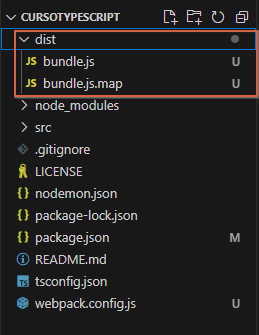 CURSOTYPESCRIPT
dist
JS bundle.js U
JS bundle.js.map U
node_modules
src
.gitignore
LICENSE
{} nodemon.json
{} package-lock.json
{} package.json M
README.md
TS tsconfig.json
webpack.config.js U